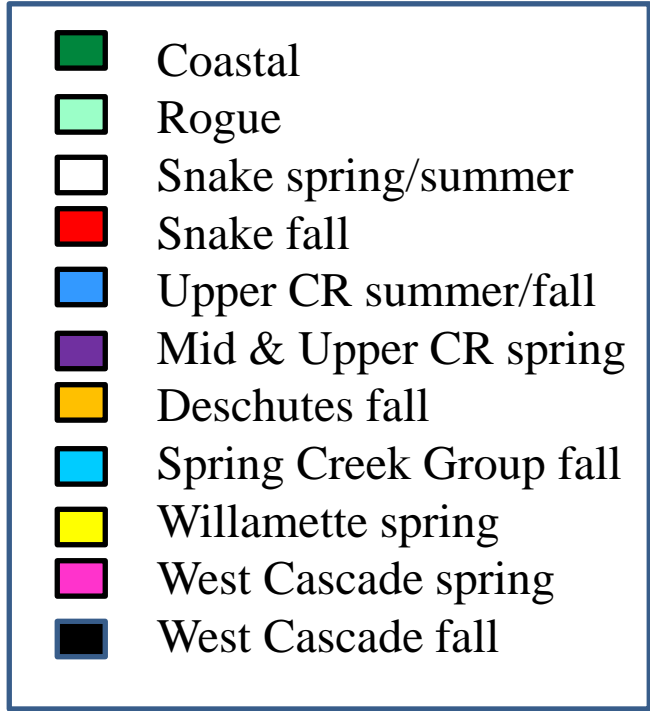 Coastal
Rogue
Snake spring/summer
Snake fall
Upper CR summer/fall
Mid & Upper CR spring
Deschutes fall
Spring Creek Group fall
Willamette spring
West Cascade spring
West Cascade fall